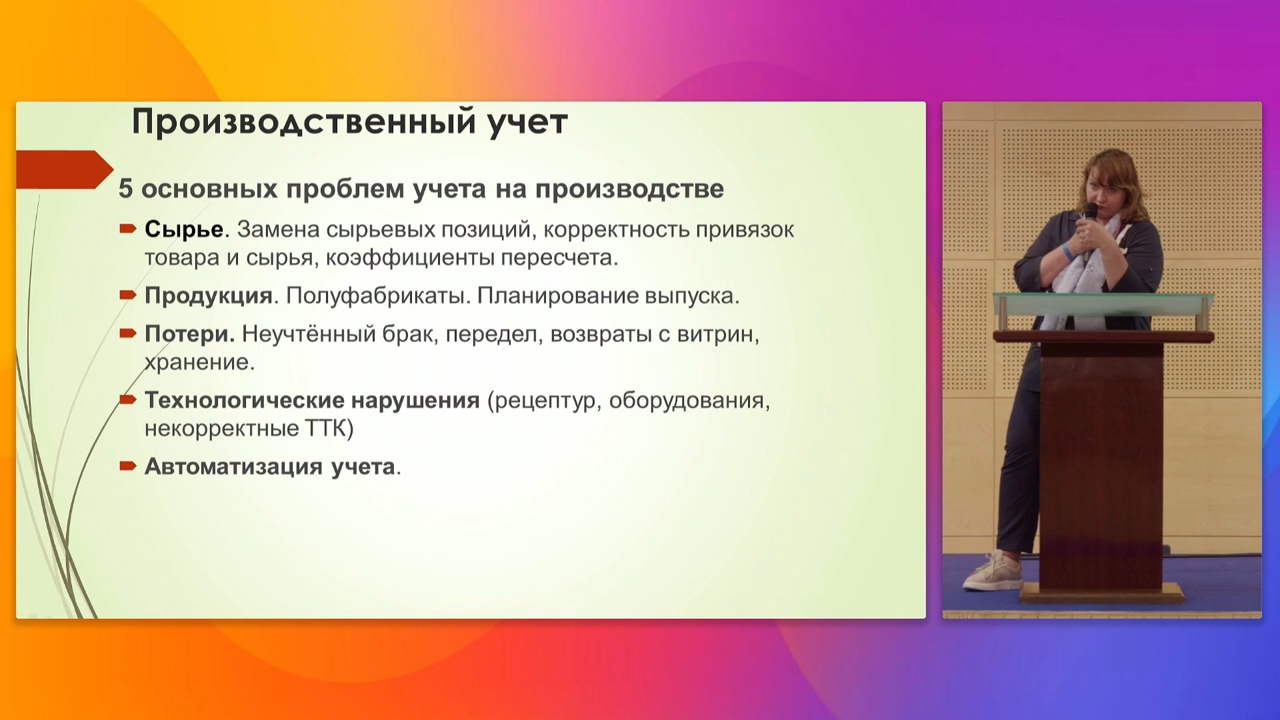 Производственный учет
5 основных проблем учета на производстве
Сырье. Замена сырьевых позиций, корректность привязок
товара и сырья, коэффициенты пересчета.
Продукция. Полуфабрикаты. Планирование выпуска.
Потери. Неучтённый брак, передел, возвраты с витрин,
хранение.
Технологические нарушения (рецептур, оборудования,
некорректные ТТК)
Автоматизация учета.